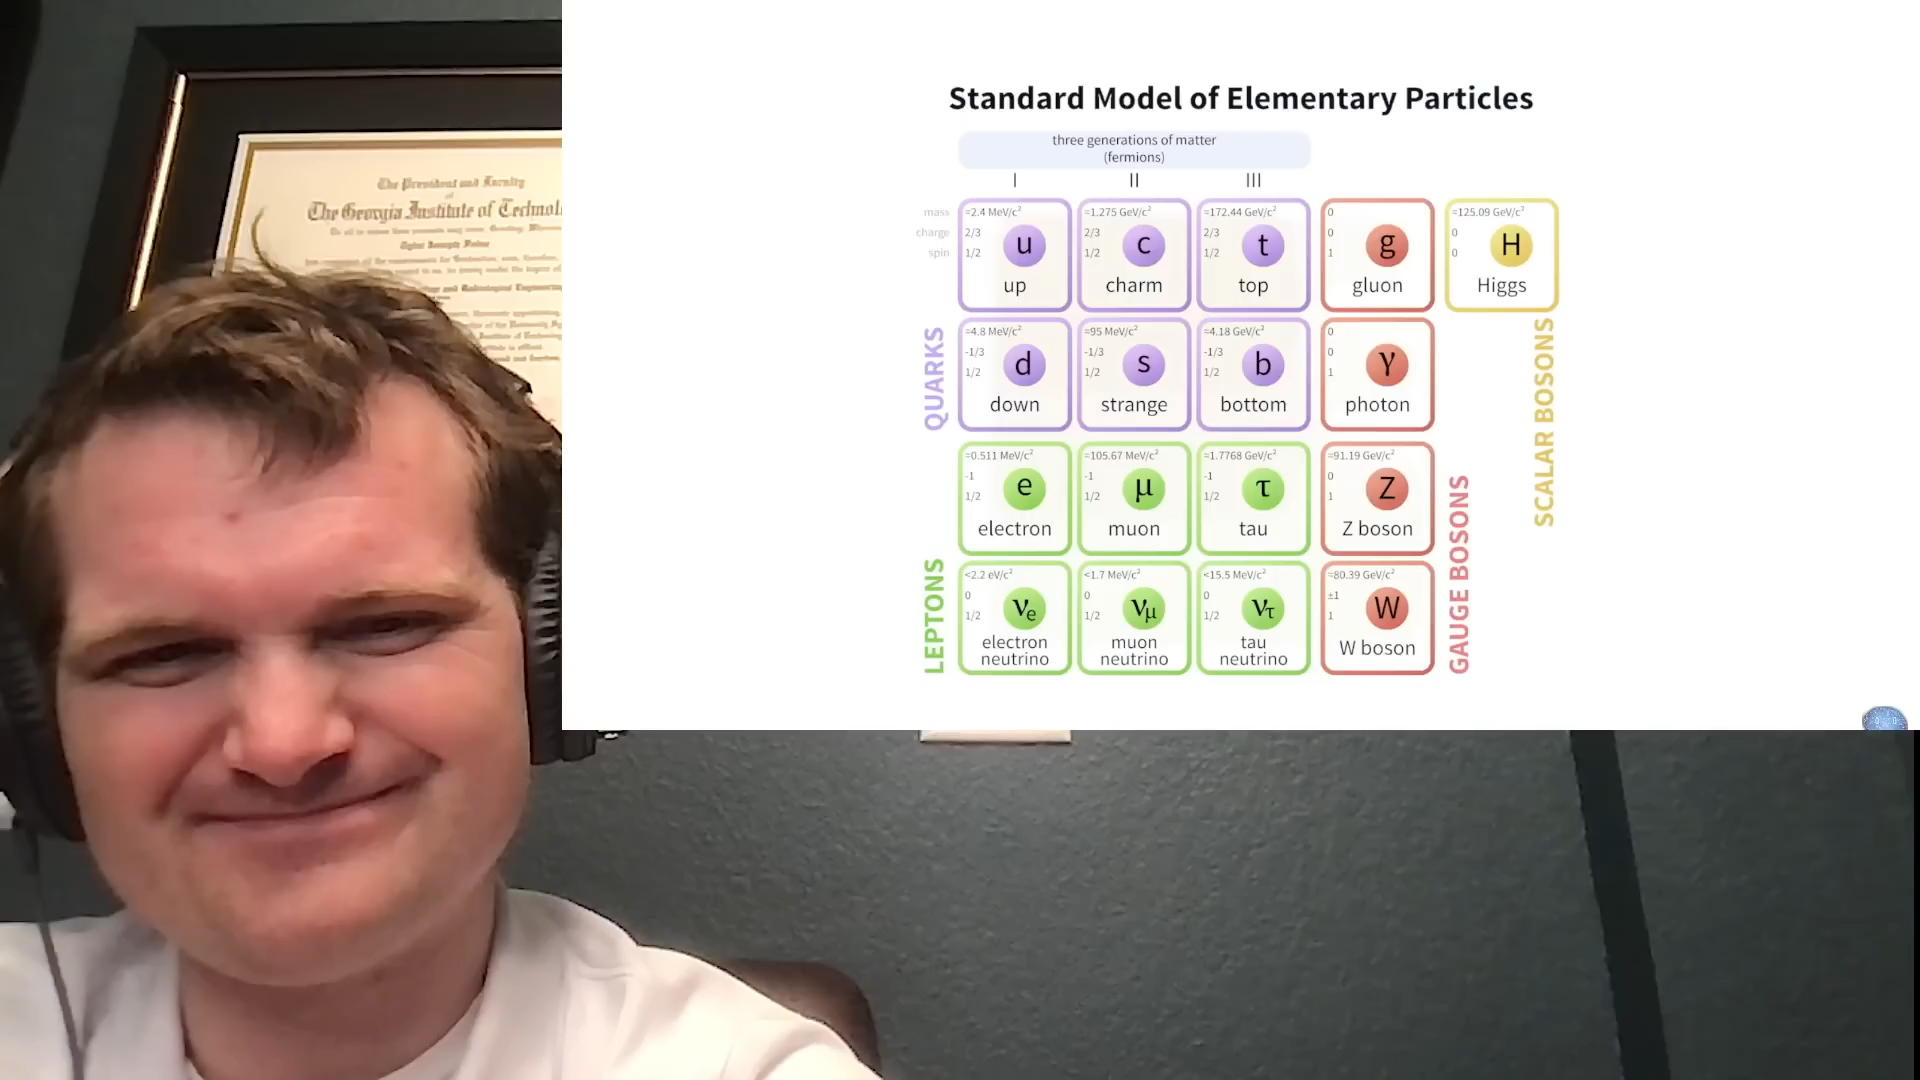 The President and Faculty
of
The Georgia Institute of Technol
Standard Model of Elementary Particles
three generations of matter
(fermions)
I II III
mass
charge
spin
≈2.4 MeV/c²
2/3
1/2
u
up
≈1.275 GeV/c²
2/3
1/2
c
charm
≈172.44 GeV/c²
2/3
1/2
t
top
0
0
1
g
gluon
≈125.09 GeV/c²
0
0
H
Higgs
QUARKS
≈4.8 MeV/c²
-1/3
1/2
d
down
≈95 MeV/c²
-1/3
1/2
s
strange
≈4.18 GeV/c²
-1/3
1/2
b
bottom
0
0
1
γ
photon
SCALAR BOSONS
LEPTONS
≈0.511 MeV/c²
-1
1/2
e
electron
≈105.67 MeV/c²
-1
1/2
μ
muon
≈1.7768 GeV/c²
-1
1/2
τ
tau
≈91.19 GeV/c²
0
1
Z
Z boson
GAUGE BOSONS
<2.2 eV/c²
0
1/2
νe
electron
neutrino
<1.7 MeV/c²
0
1/2
νμ
muon
neutrino
<15.5 MeV/c²
0
1/2
ντ
tau
neutrino
≈80.39 GeV/c²
±1
1
W
W boson